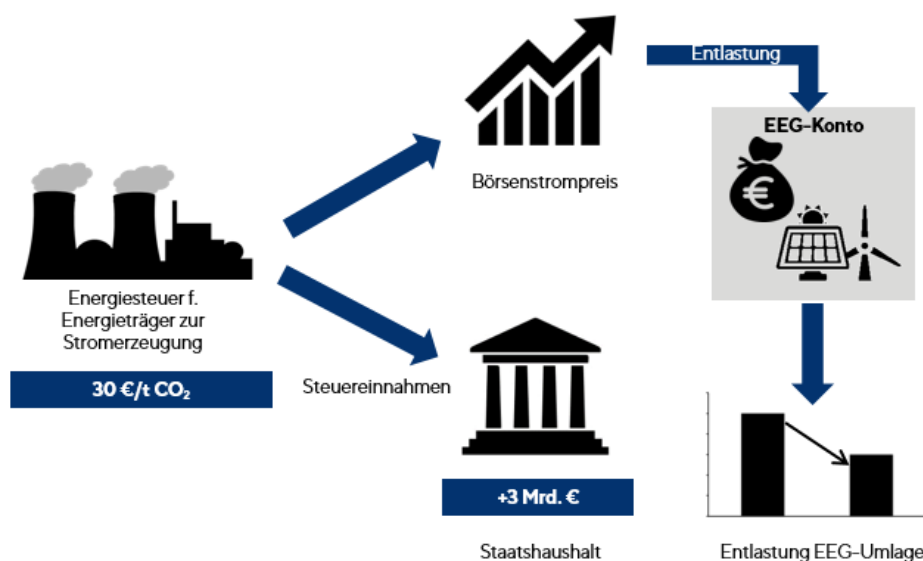 Entlastung
EEG-Konto
€
Börsenstrompreis
Energiesteuer f.
Energieträger zur
Stromerzeugung
30 €/t CO₂
Steuereinnahmen
+3 Mrd. €
Staatshaushalt
Entlastung EEG-Umlage